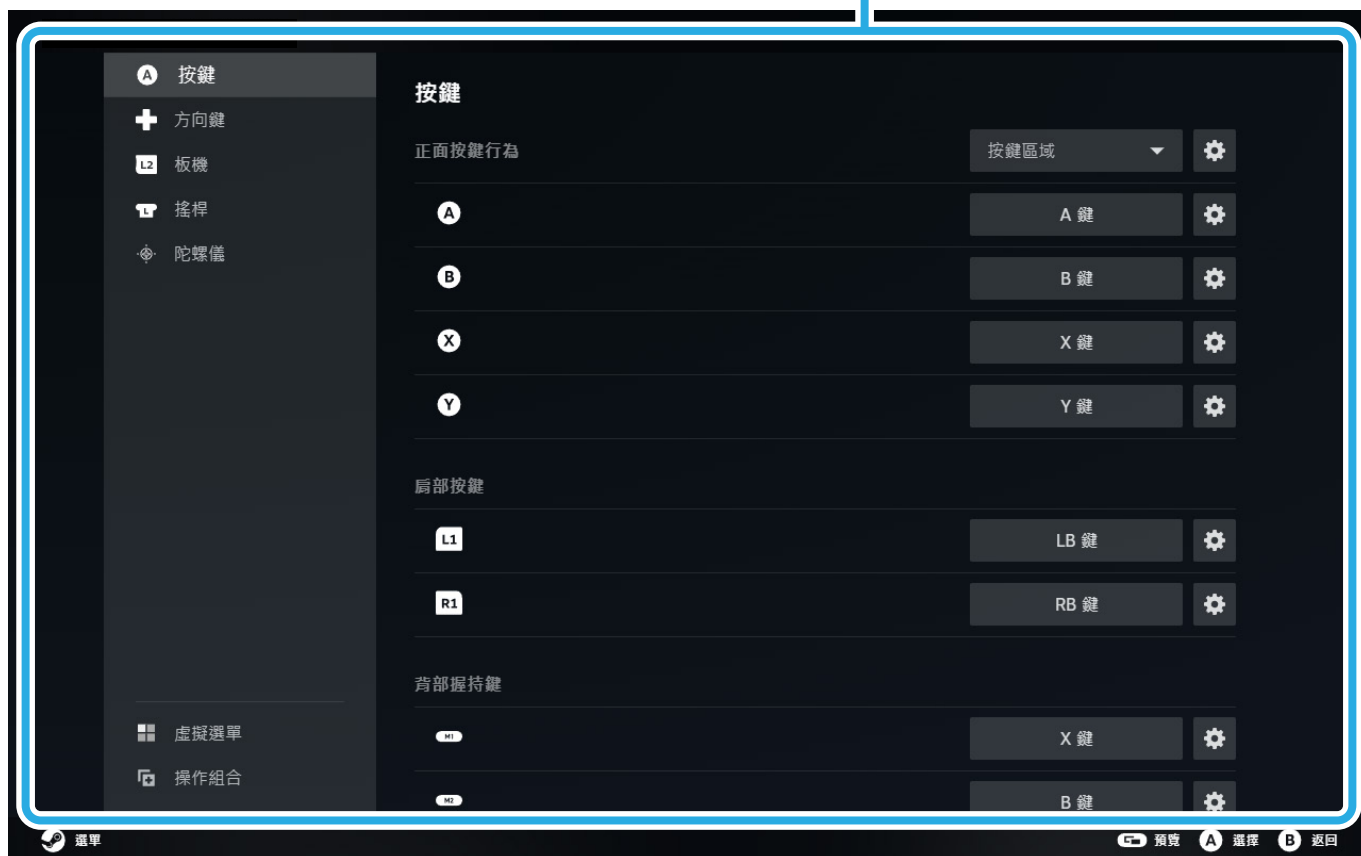 A 按鍵
方向鍵
L2 板機
L 搖桿
陀螺儀
虛擬選單
操作組合
按鍵
正面按鍵行為 按鍵區域
A A 鍵
B B 鍵
X X 鍵
Y Y 鍵
肩部按鍵
L1 LB 鍵
R1 RB 鍵
背部握持鍵
M1 X 鍵
M2 B 鍵
選單 預覽 A 選擇 B 返回